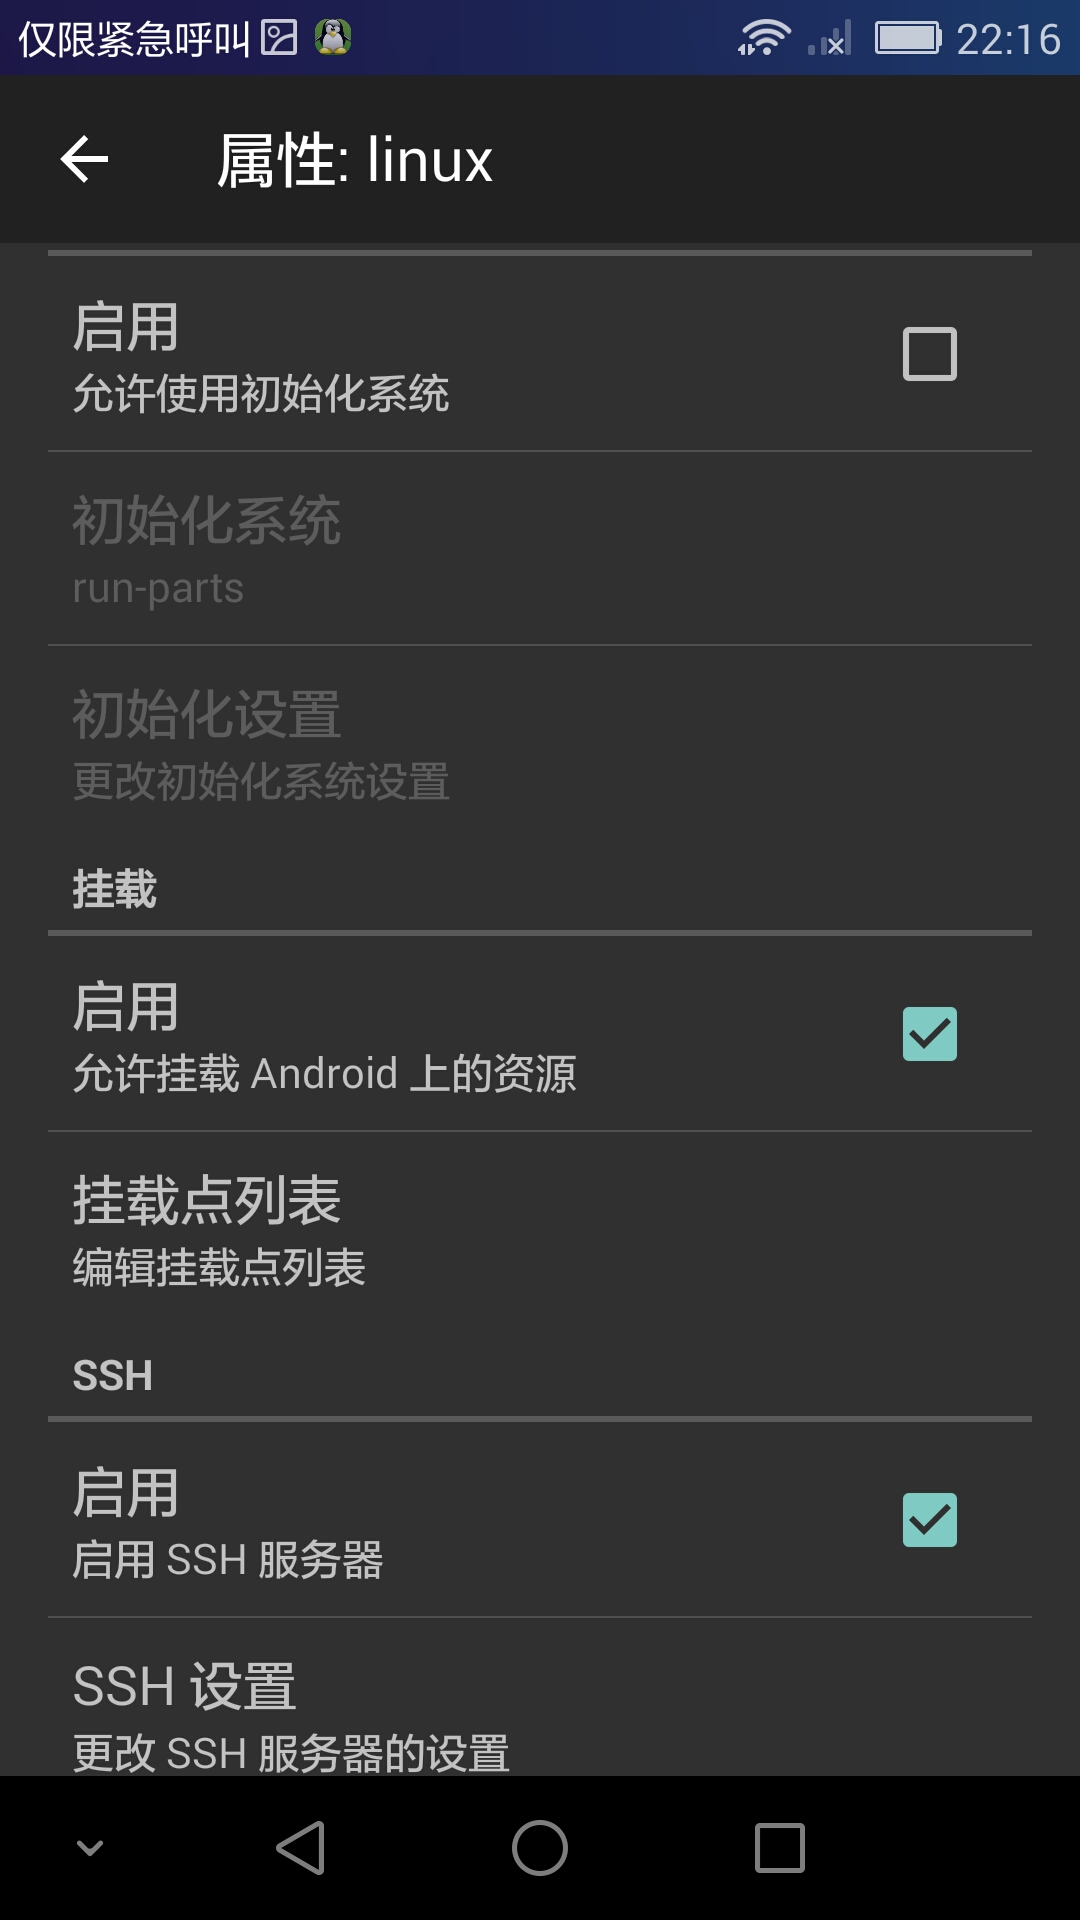 仅限紧急呼叫 22:16
属性: linux
启用
允许使用初始化系统
初始化系统
run-parts
初始化设置
更改初始化系统设置
挂载
启用
允许挂载 Android 上的资源
挂载点列表
编辑挂载点列表
SSH
启用
启用 SSH 服务器
SSH 设置
更改 SSH 服务器的设置